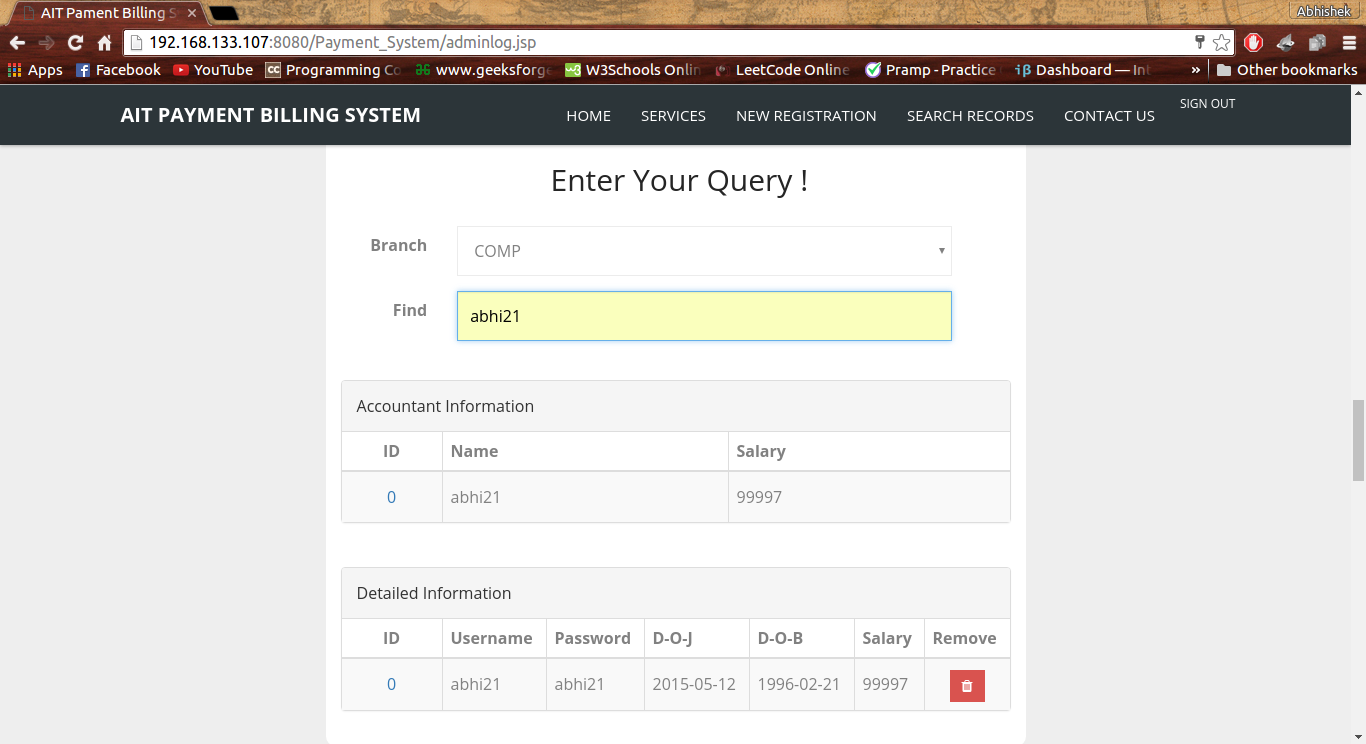 AIT Pament Billing S
Abhishek
192.168.133.107:8080/Payment_System/adminlog.jsp
Apps Facebook YouTube Programming Co www.geeksforge W3Schools Onlin LeetCode Online Pramp - Practice Dashboard — Int » Other bookmarks
AIT PAYMENT BILLING SYSTEM HOME SERVICES NEW REGISTRATION SEARCH RECORDS CONTACT US SIGN OUT
Enter Your Query !
Branch COMP
Find abhi21
Accountant Information
ID Name Salary
0 abhi21 99997
Detailed Information
ID Username Password D-O-J D-O-B Salary Remove
0 abhi21 abhi21 2015-05-12 1996-02-21 99997